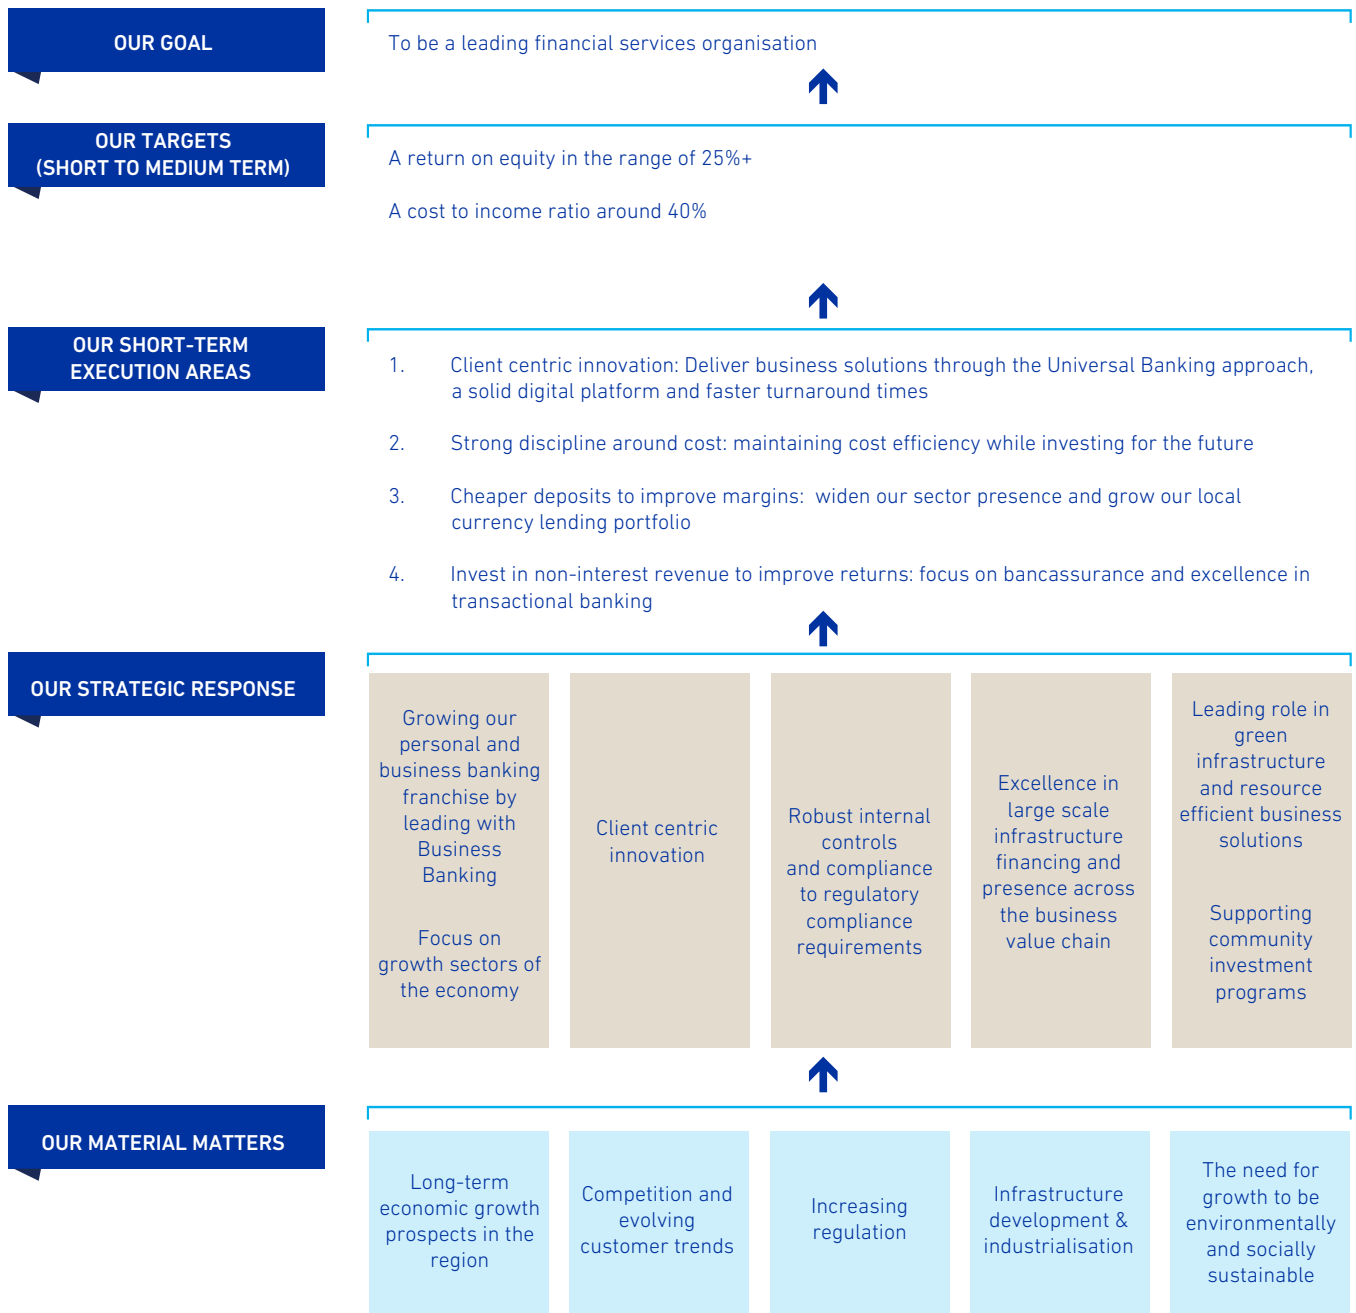 OUR GOAL
To be a leading financial services organisation
OUR TARGETS
(SHORT TO MEDIUM TERM)
A return on equity in the range of 25%+
A cost to income ratio around 40%
OUR SHORT-TERM
EXECUTION AREAS
1. Client centric innovation: Deliver business solutions through the Universal Banking approach,
a solid digital platform and faster turnaround times
2. Strong discipline around cost: maintaining cost efficiency while investing for the future
3. Cheaper deposits to improve margins: widen our sector presence and grow our local
currency lending portfolio
4. Invest in non-interest revenue to improve returns: focus on bancassurance and excellence in
transactional banking
OUR STRATEGIC RESPONSE
Growing our
personal and
business banking
franchise by
leading with
Business
Banking
Focus on
growth sectors of
the economy
Client centric
innovation
Robust internal
controls
and compliance
to regulatory
compliance
requirements
Excellence in
large scale
infrastructure
financing and
presence across
the business
value chain
Leading role in
green
infrastructure
and resource
efficient business
solutions
Supporting
community
investment
programs
OUR MATERIAL MATTERS
Long-term
economic growth
prospects in the
region
Competition and
evolving
customer trends
Increasing
regulation
Infrastructure
development &
industrialisation
The need for
growth to be
environmentally
and socially
sustainable